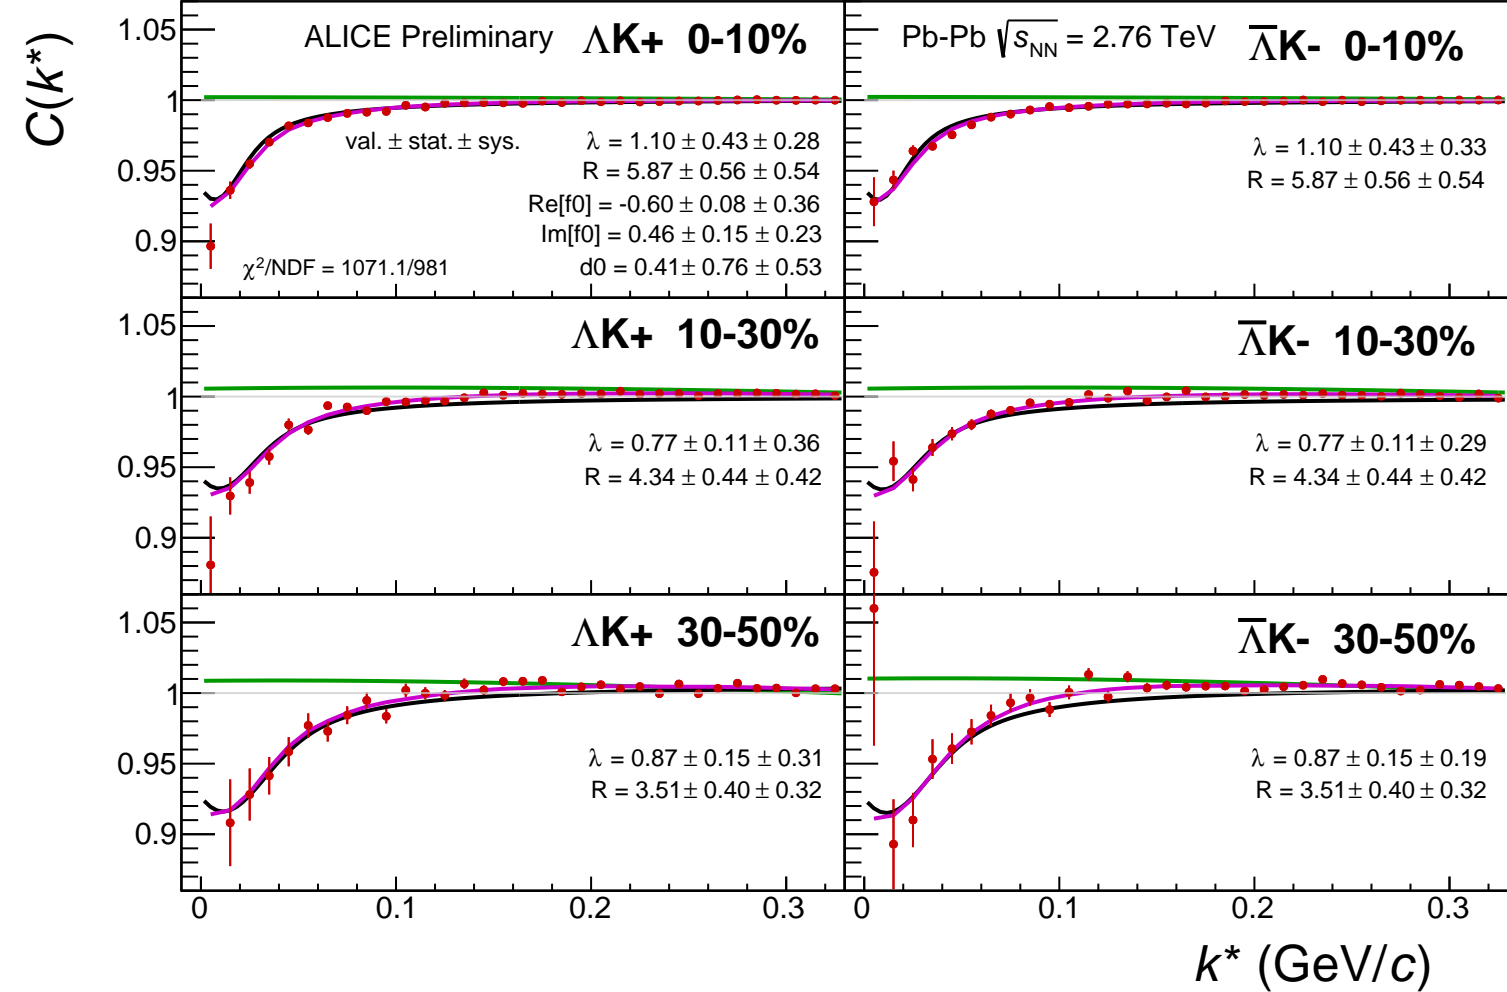 C(k*)
ALICE Preliminary ΛK+ 0-10%
1.05
1
0.95
0.9
val. ± stat. ± sys.
λ = 1.10 ± 0.43 ± 0.28
R = 5.87 ± 0.56 ± 0.54
Re[f0] = -0.60 ± 0.08 ± 0.36
Im[f0] = 0.46 ± 0.15 ± 0.23
d0 = 0.41 ± 0.76 ± 0.53
χ²/NDF = 1071.1/981
Pb-Pb √s_NN = 2.76 TeV Λ̅K- 0-10%
λ = 1.10 ± 0.43 ± 0.33
R = 5.87 ± 0.56 ± 0.54
ΛK+ 10-30%
1.05
1
0.95
0.9
λ = 0.77 ± 0.11 ± 0.36
R = 4.34 ± 0.44 ± 0.42
Λ̅K- 10-30%
λ = 0.77 ± 0.11 ± 0.29
R = 4.34 ± 0.44 ± 0.42
ΛK+ 30-50%
1.05
1
0.95
0.9
λ = 0.87 ± 0.15 ± 0.31
R = 3.51 ± 0.40 ± 0.32
Λ̅K- 30-50%
λ = 0.87 ± 0.15 ± 0.19
R = 3.51 ± 0.40 ± 0.32
0 0.1 0.2 0.3 0 0.1 0.2 0.3
k* (GeV/c)